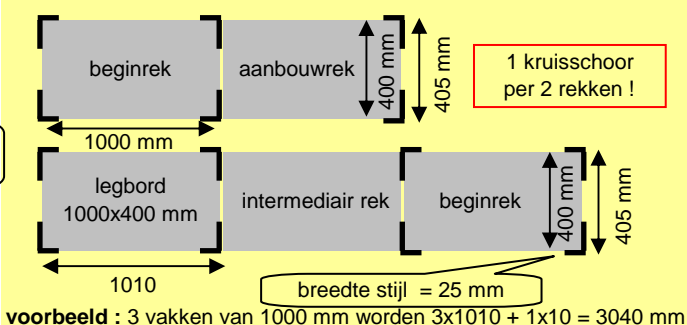 beginrek
aanbouwrek
400 mm
405 mm
1 kruisschoor
per 2 rekken !
1000 mm
legbord
1000x400 mm
intermediair rek
beginrek
400 mm
405 mm
1010
breedte stijl = 25 mm
voorbeeld : 3 vakken van 1000 mm worden 3x1010 + 1x10 = 3040 mm